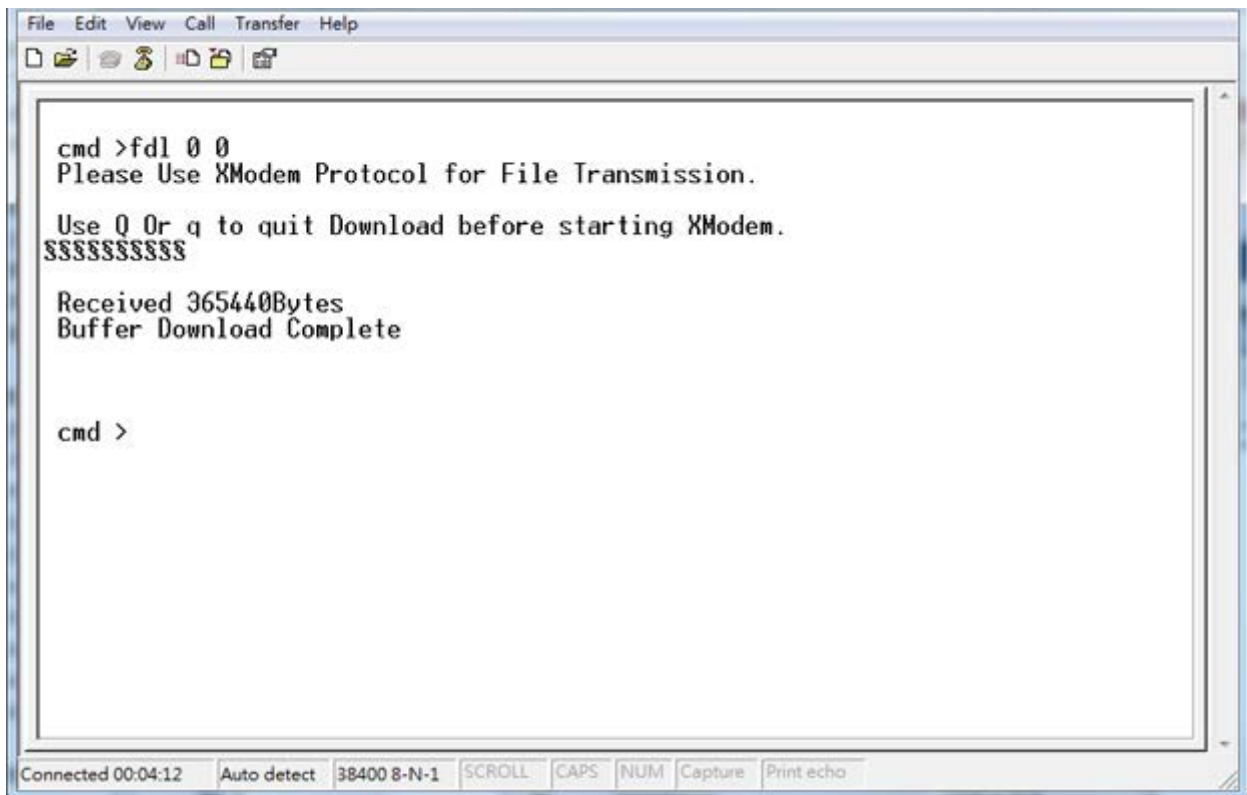 File Edit View Call Transfer Help
cmd >fdl 0 0
Please Use XModem Protocol for File Transmission.
Use Q Or q to quit Download before starting XModem.
§§§§§§§§§§
Received 365440Bytes
Buffer Download Complete
cmd >
Connected 00:04:12 Auto detect 38400 8-N-1 SCROLL CAPS NUM Capture Print echo